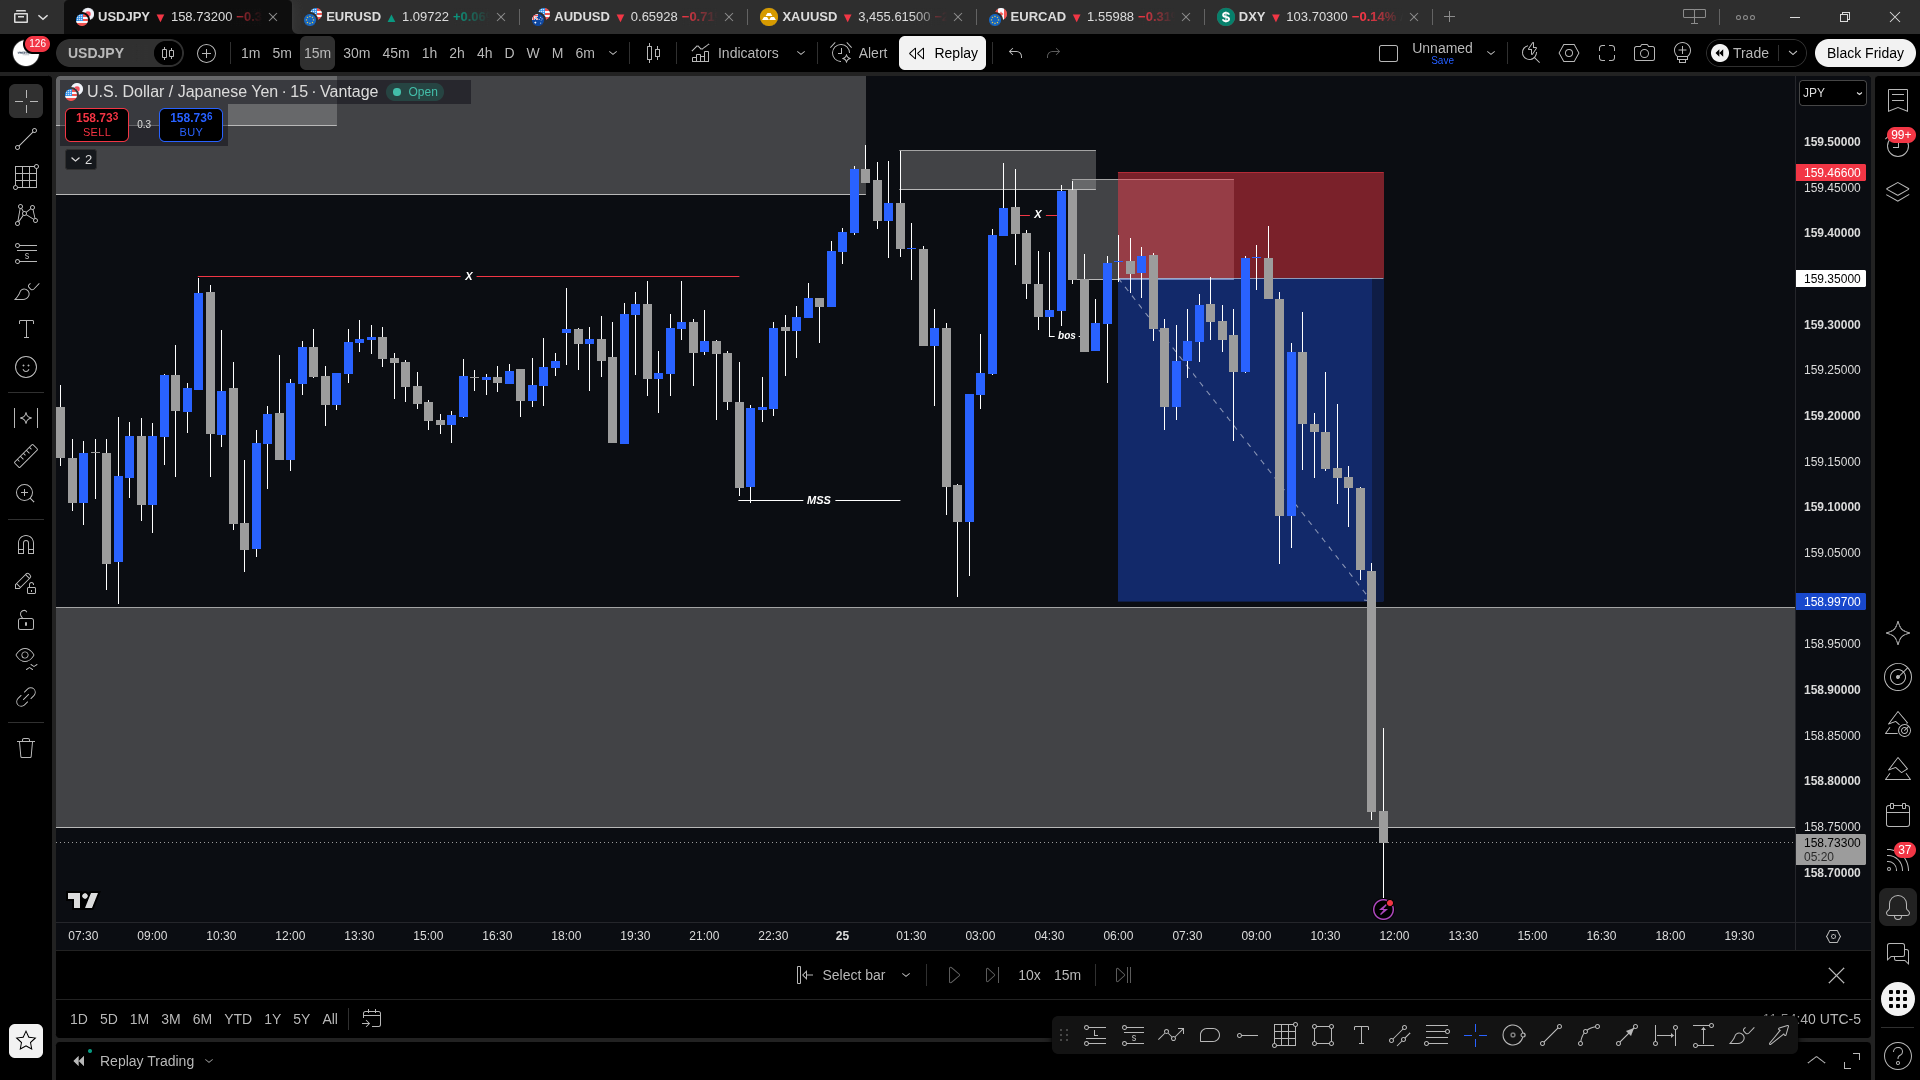 USDJPY 158.73200
EURUSD 1.09722
AUDUSD 0.65928 −0.71
XAUUSD 3,455.61500
EURCAD 1.55988 −0.31
DXY 103.70300 −0.14%
126
USDJPY
1m 5m 15m 30m 45m 1h 2h 4h D W M 6m
Indicators
Alert
Replay
Unnamed
Save
Trade
Black Friday
U.S. Dollar / Japanese Yen · 15 · Vantage
Open
158.733
SELL
0.3
158.736
BUY
2
X
X
bos
MSS
JPY
159.50000
159.46600
159.45000
159.40000
159.35000
159.30000
159.25000
159.20000
159.15000
159.10000
159.05000
158.99700
158.95000
158.90000
158.85000
158.80000
158.75000
158.73300
05:20
158.70000
99+
37
07:30 09:00 10:30 12:00 13:30 15:00 16:30 18:00 19:30 21:00 22:30 25 01:30 03:00 04:30 06:00 07:30 09:00 10:30 12:00 13:30 15:00 16:30 18:00 19:30
Select bar
10x 15m
1D 5D 1M 3M 6M YTD 1Y 5Y All
:40 UTC-5
Replay Trading